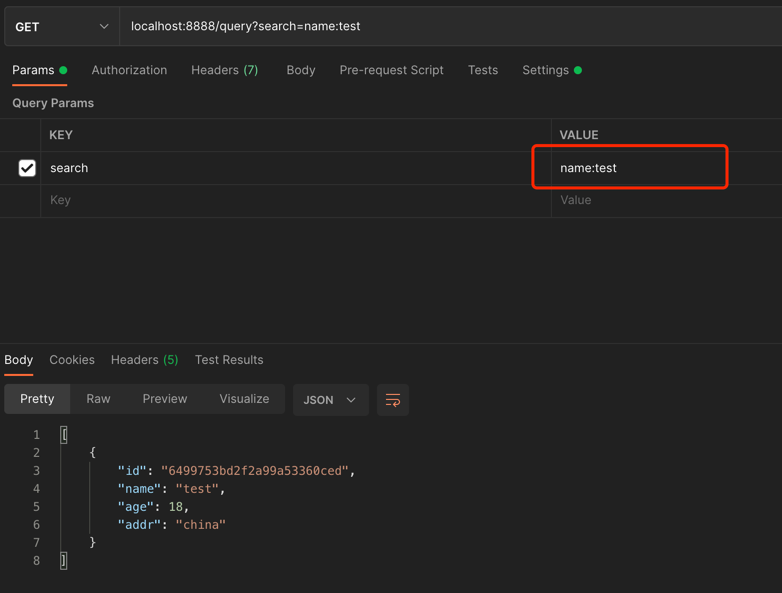 GET localhost:8888/query?search=name:test
Params Authorization Headers (7) Body Pre-request Script Tests Settings
Query Params
KEY VALUE
search name:test
Key Value
Body Cookies Headers (5) Test Results
Pretty Raw Preview Visualize JSON
1 [
2 {
3 "id": "6499753bd2f2a99a53360ced",
4 "name": "test",
5 "age": 18,
6 "addr": "china"
7 }
8 ]